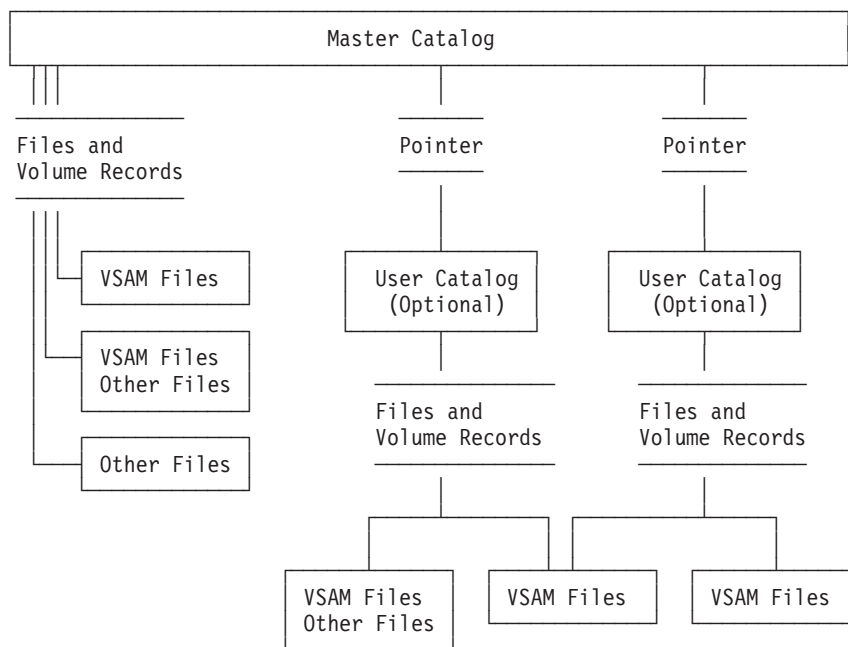 Master Catalog
Files and
Volume Records
Pointer
Pointer
VSAM Files
VSAM Files
Other Files
Other Files
User Catalog
(Optional)
User Catalog
(Optional)
Files and
Volume Records
Files and
Volume Records
VSAM Files
Other Files
VSAM Files
VSAM Files